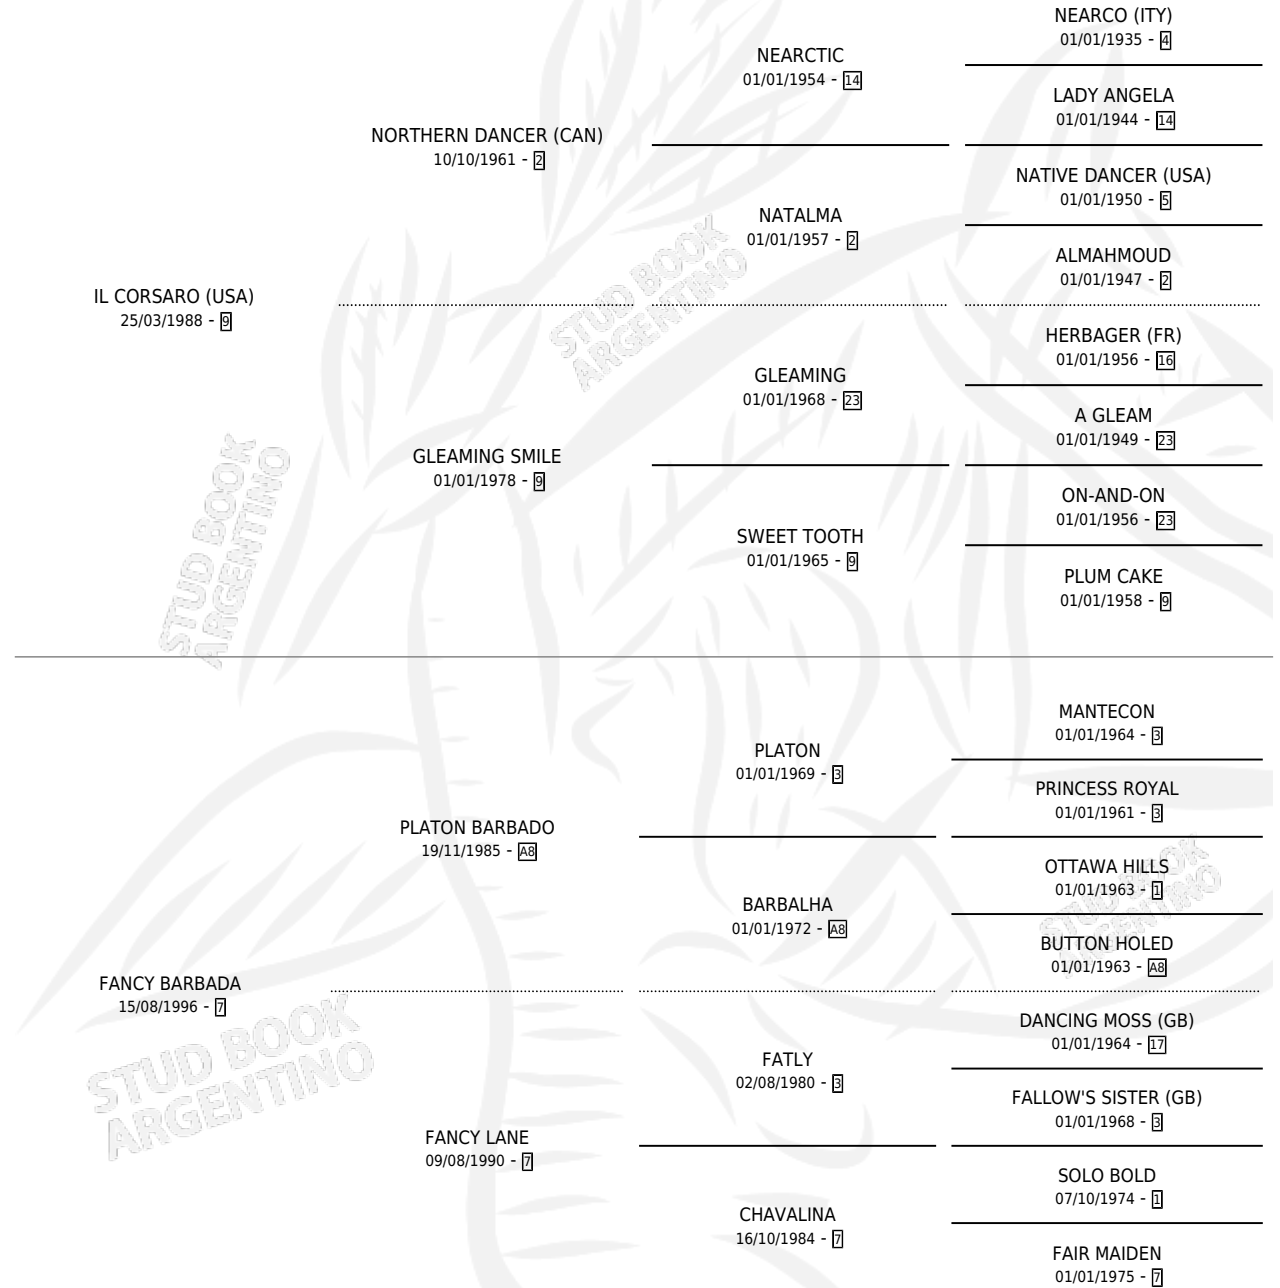 NEARCO (ITY)
01/01/1935 - 4
NEARCTIC
01/01/1954 - 14
LADY ANGELA
01/01/1944 - 14
NORTHERN DANCER (CAN)
10/10/1961 - 2
NATIVE DANCER (USA)
01/01/1950 - 5
NATALMA
01/01/1957 - 2
ALMAHMOUD
01/01/1947 - 2
IL CORSARO (USA)
25/03/1988 - 9
STUD BOOK
ARGENTINO
HERBAGER (FR)
01/01/1956 - 16
GLEAMING
01/01/1968 - 23
A GLEAM
01/01/1949 - 23
GLEAMING SMILE
01/01/1978 - 9
ON-AND-ON
01/01/1956 - 23
SWEET TOOTH
01/01/1965 - 9
PLUM CAKE
01/01/1958 - 9
STUD BOOK
ARGENTINO
MANTECON
01/01/1964 - 3
PLATON
01/01/1969 - 3
PRINCESS ROYAL
01/01/1961 - 3
PLATON BARBADO
19/11/1985 - A8
OTTAWA HILLS
01/01/1963 - 1
BARBALHA
01/01/1972 - A8
BUTTON HOLED
01/01/1963 - A8
STUD BOOK
ARGENTINO
FANCY BARBADA
15/08/1996 - 7
DANCING MOSS (GB)
01/01/1964 - 17
FATLY
02/08/1980 - 3
FALLOW'S SISTER (GB)
01/01/1968 - 3
STUD BOOK
ARGENTINO
FANCY LANE
09/08/1990 - 7
SOLO BOLD
07/10/1974 - 1
CHAVALINA
16/10/1984 - 7
FAIR MAIDEN
01/01/1975 - 7